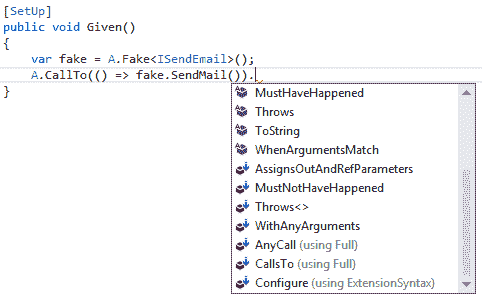 [SetUp]
public void Given()
{
var fake = A.Fake<ISendEmail>();
A.CallTo(() => fake.SendMail()).
}
MustHaveHappened
Throws
ToString
WhenArgumentsMatch
AssignsOutAndRefParameters
MustNotHaveHappened
Throws<>
WithAnyArguments
AnyCall (using Full)
CallsTo (using Full)
Configure (using ExtensionSyntax)